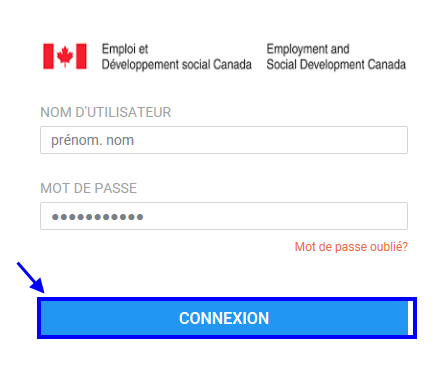 Emploi et Employment and
Développement social Canada Social Development Canada
NOM D'UTILISATEUR
prénom. nom
MOT DE PASSE
●●●●●●●●●●●
Mot de passe oublié?
CONNEXION